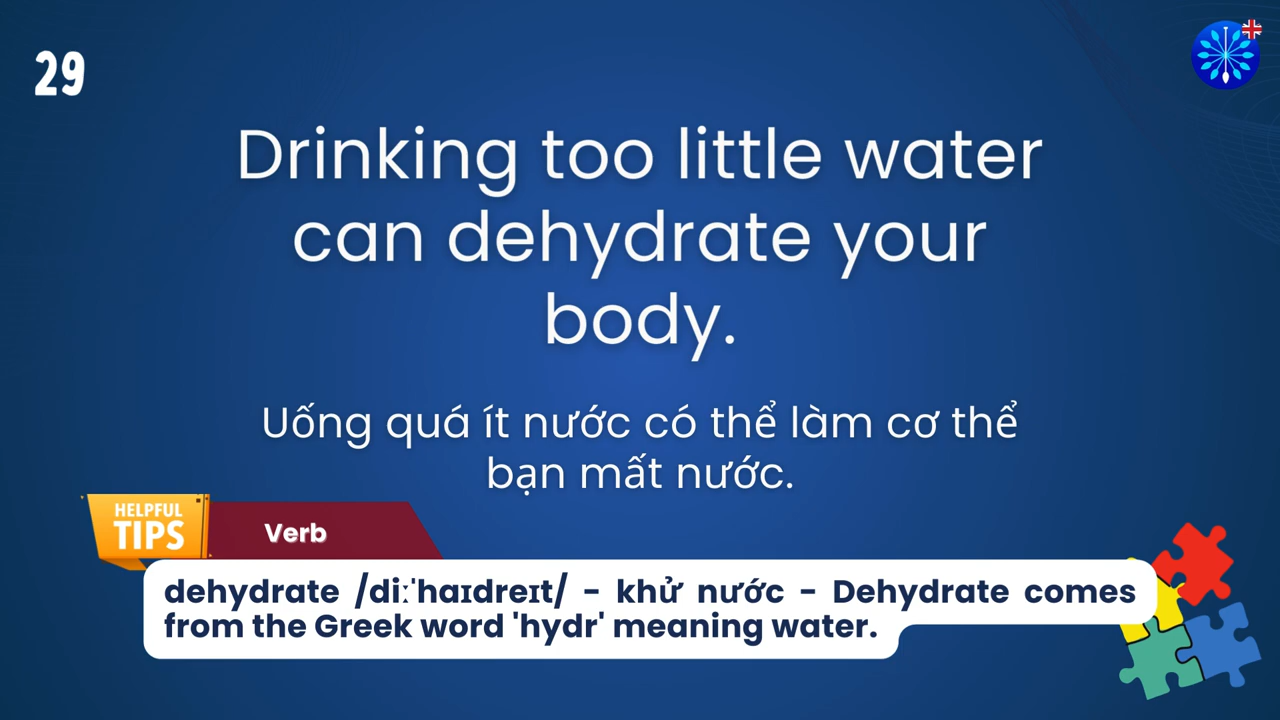 29
Drinking too little water
can dehydrate your
body.
Uống quá ít nước có thể làm cơ thể
bạn mất nước.
HELPFUL
TIPS
Verb
dehydrate /diːˈhaɪdreɪt/ - khử nước - Dehydrate comes
from the Greek word 'hydr' meaning water.